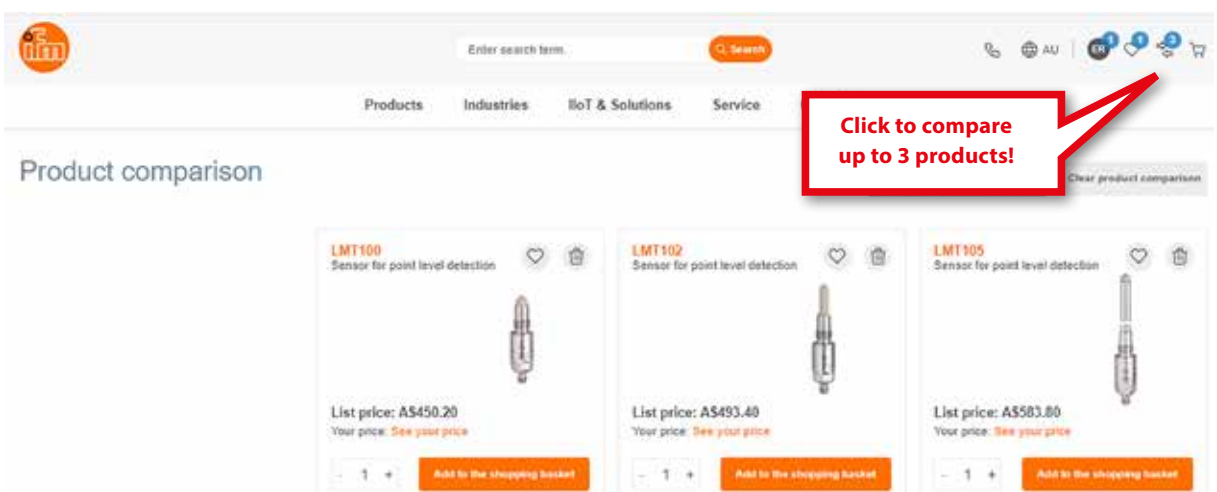 ifm
Enter search term.
Search
AU
ER
1
1
3
Products Industries IIoT & Solutions Service
Click to compare
up to 3 products!
Product comparison
Clear product comparison
LMT100
Sensor for point level detection
List price: A$450.20
Your price: See your price
- 1 +
Add to the shopping basket
LMT102
Sensor for point level detection
List price: A$493.40
Your price: See your price
- 1 +
Add to the shopping basket
LMT105
Sensor for point level detection
List price: A$583.80
Your price: See your price
- 1 +
Add to the shopping basket